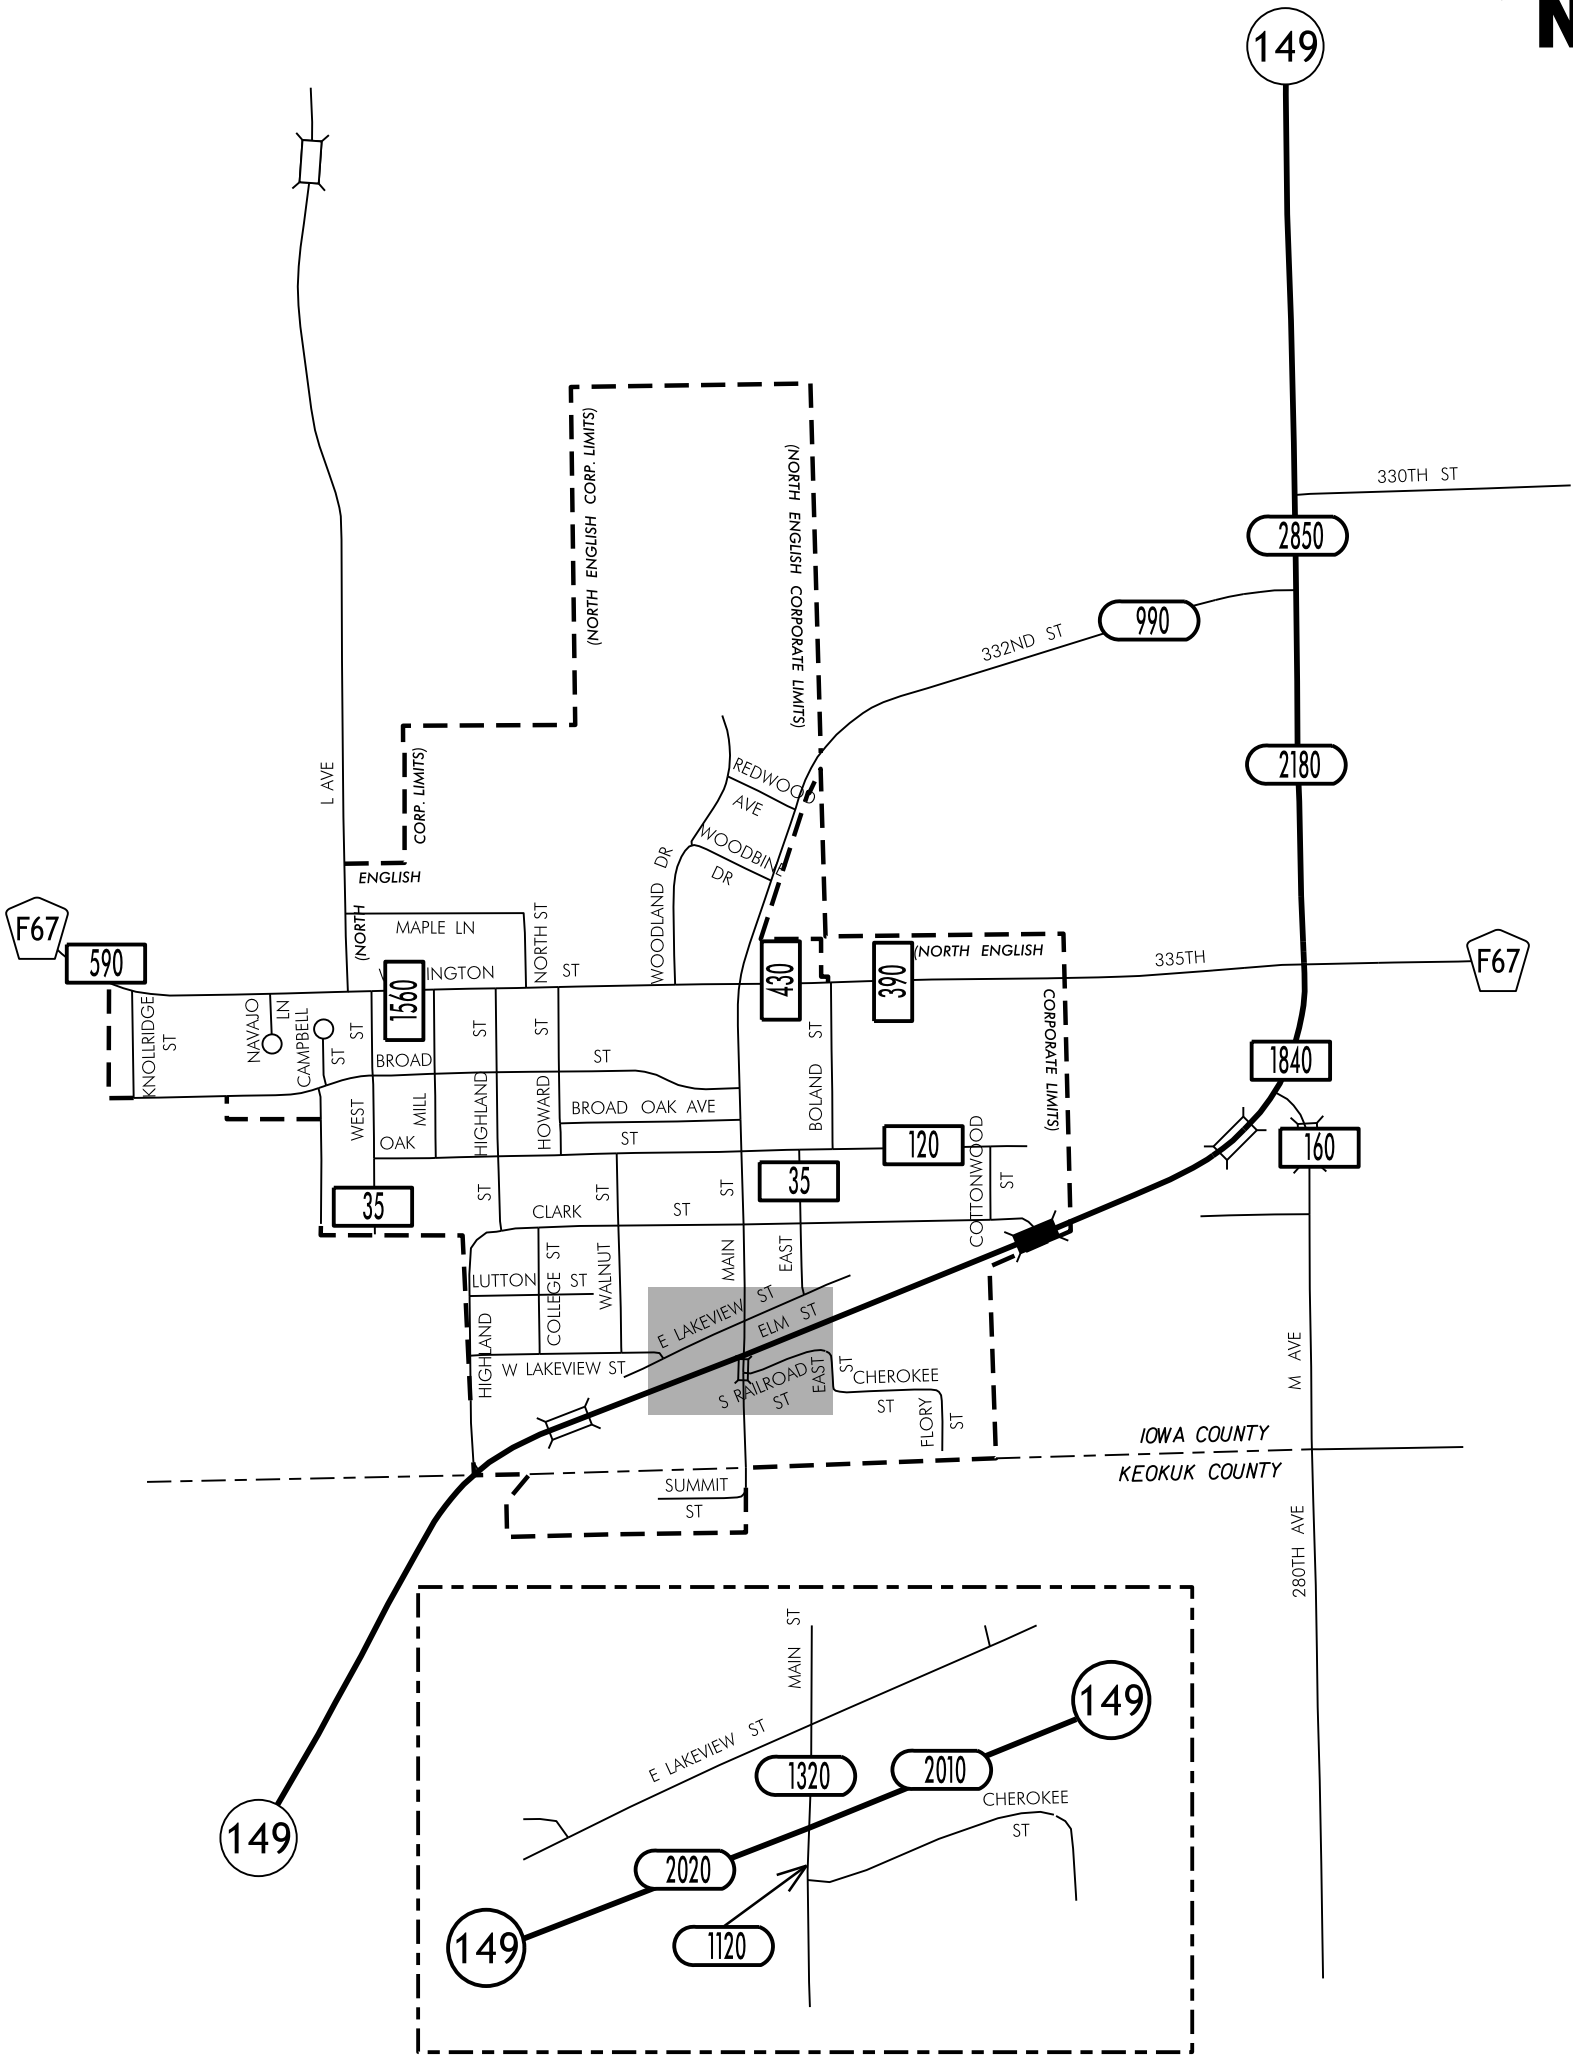 N
149
330TH ST
2850
990
332ND ST
2180
(NORTH ENGLISH CORP. LIMITS)
(NORTH ENGLISH CORPORATE LIMITS)
L AVE
CORP. LIMITS)
ENGLISH
(NORTH
REDWOOD
AVE
WOODBINE
DR
WOODLAND DR
F67
590
MAPLE LN
NORTH ST
INGTON ST
1560
430
390
(NORTH ENGLISH
CORPORATE LIMITS)
335TH
F67
KNOLLRIDGE
ST
NAVAJO
LN
CAMPBELL
ST
WEST ST
BROAD ST
MILL
HIGHLAND ST
HOWARD ST
BROAD OAK AVE
OAK ST
BOLAND ST
120
1840
160
35
35
COTTONWOOD
ST
CLARK ST
HIGHLAND ST
LUTTON ST
COLLEGE ST
WALNUT ST
MAIN ST
EAST
E LAKEVIEW ST
ELM ST
W LAKEVIEW ST
S RAILROAD
ST
EAST
ST
CHEROKEE
ST
FLORY
ST
M AVE
IOWA COUNTY
KEOKUK COUNTY
SUMMIT
ST
280TH AVE
149
MAIN ST
149
E LAKEVIEW ST
1320
2010
CHEROKEE
ST
2020
1120
149